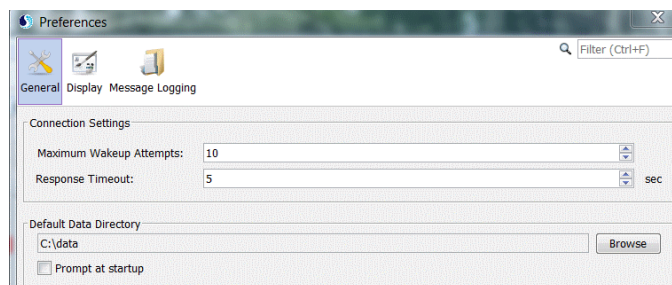 Preferences
Filter (Ctrl+F)
General Display Message Logging
Connection Settings
Maximum Wakeup Attempts: 10
Response Timeout: 5 sec
Default Data Directory
C:\data Browse
Prompt at startup